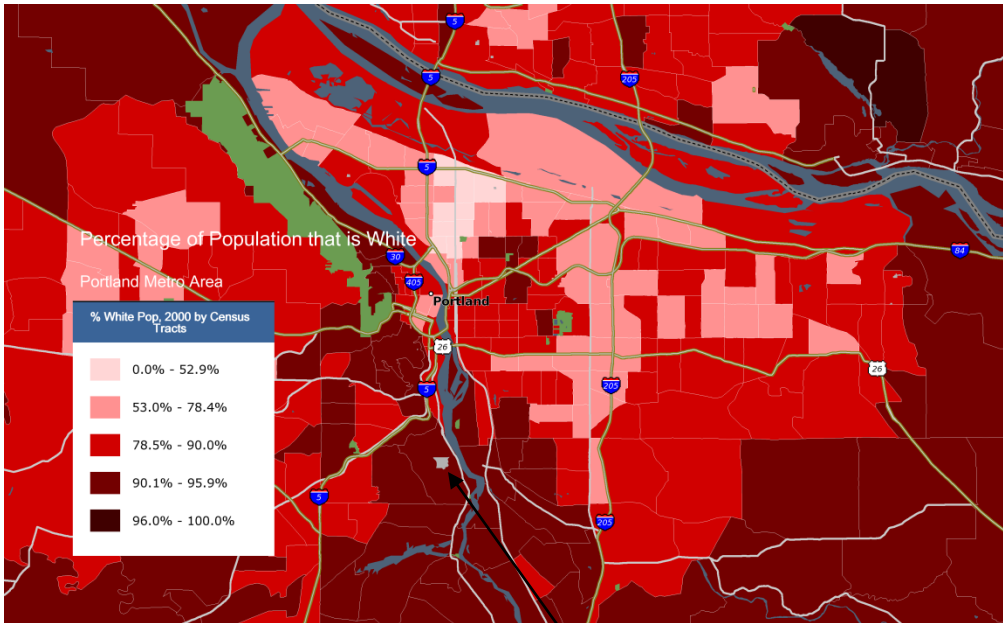 5
5
205
5
Percentage of Population that is White
30
84
Portland Metro Area
405
Portland
% White Pop, 2000 by Census
Tracts
26
0.0% - 52.9%
26
5
205
53.0% - 78.4%
78.5% - 90.0%
90.1% - 95.9%
5
96.0% - 100.0%
205